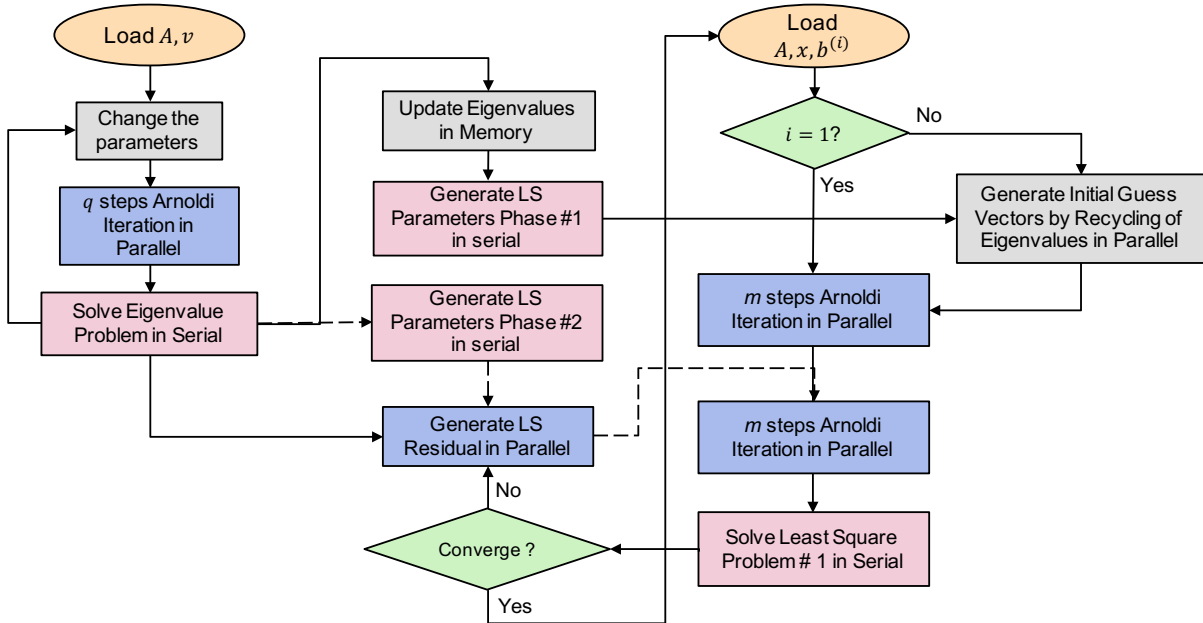 Load A, v
Change the
parameters
q steps Arnoldi
Iteration in
Parallel
Solve Eigenvalue
Problem in Serial
Update Eigenvalues
in Memory
Generate LS
Parameters Phase #1
in serial
Generate LS
Parameters Phase #2
in serial
Generate LS
Residual in Parallel
No
Converge ?
Yes
Load
A, x, b^(i)
i = 1?
No
Yes
Generate Initial Guess
Vectors by Recycling of
Eigenvalues in Parallel
m steps Arnoldi
Iteration in Parallel
m steps Arnoldi
Iteration in Parallel
Solve Least Square
Problem # 1 in Serial